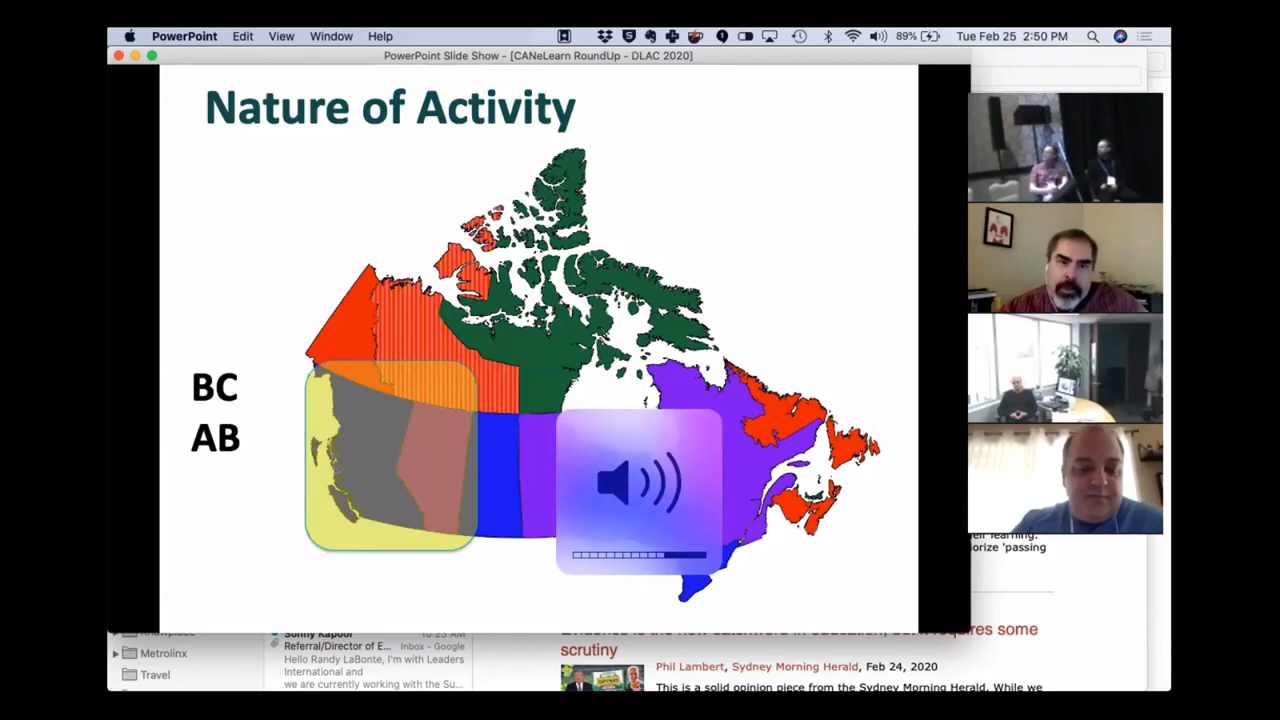 PowerPoint Edit View Window Help 89% Tue Feb 25 2:50 PM
PowerPoint Slide Show - [CANeLearn RoundUp - DLAC 2020]
Nature of Activity
BC
AB
learning.
orize 'passing
Metrolinx
Travel
Sonny Kapoor 10:23 AM
Referral/Director of E... Inbox - Google
Hello Randy LaBonte, I'm with Leaders
International and
we are currently working with the Su...
Evidence is the new catchword in education, requires some
scrutiny
Phil Lambert, Sydney Morning Herald, Feb 24, 2020
This is a solid opinion piece from the Sydney Morning Herald. While we